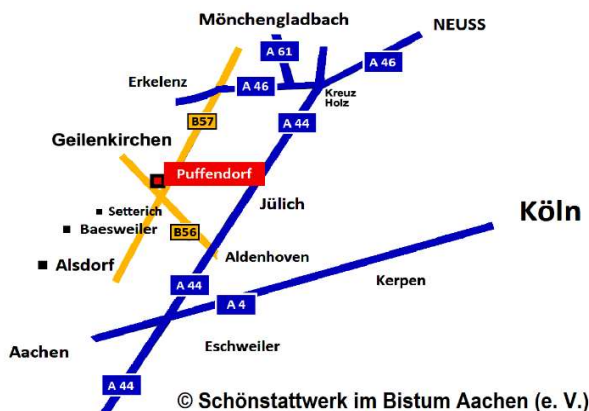 Mönchengladbach
NEUSS
A 61
A 46
Erkelenz
A 46
Kreuz
Holz
B57
A 44
Geilenkirchen
Puffendorf
Jülich
Köln
Setterich
Baesweiler
B56
Alsdorf
Aldenhoven
A 44
Kerpen
A 4
Aachen
Eschweiler
A 44
© Schönstattwerk im Bistum Aachen (e. V.)